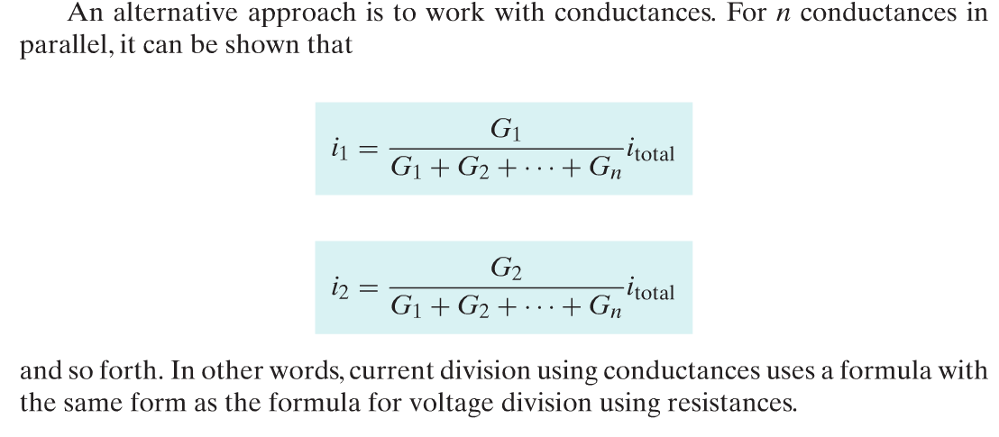 An alternative approach is to work with conductances. For n conductances in
parallel, it can be shown that
i₁ = G₁ / (G₁ + G₂ + ··· + Gₙ) i_total
i₂ = G₂ / (G₁ + G₂ + ··· + Gₙ) i_total
and so forth. In other words, current division using conductances uses a formula with
the same form as the formula for voltage division using resistances.